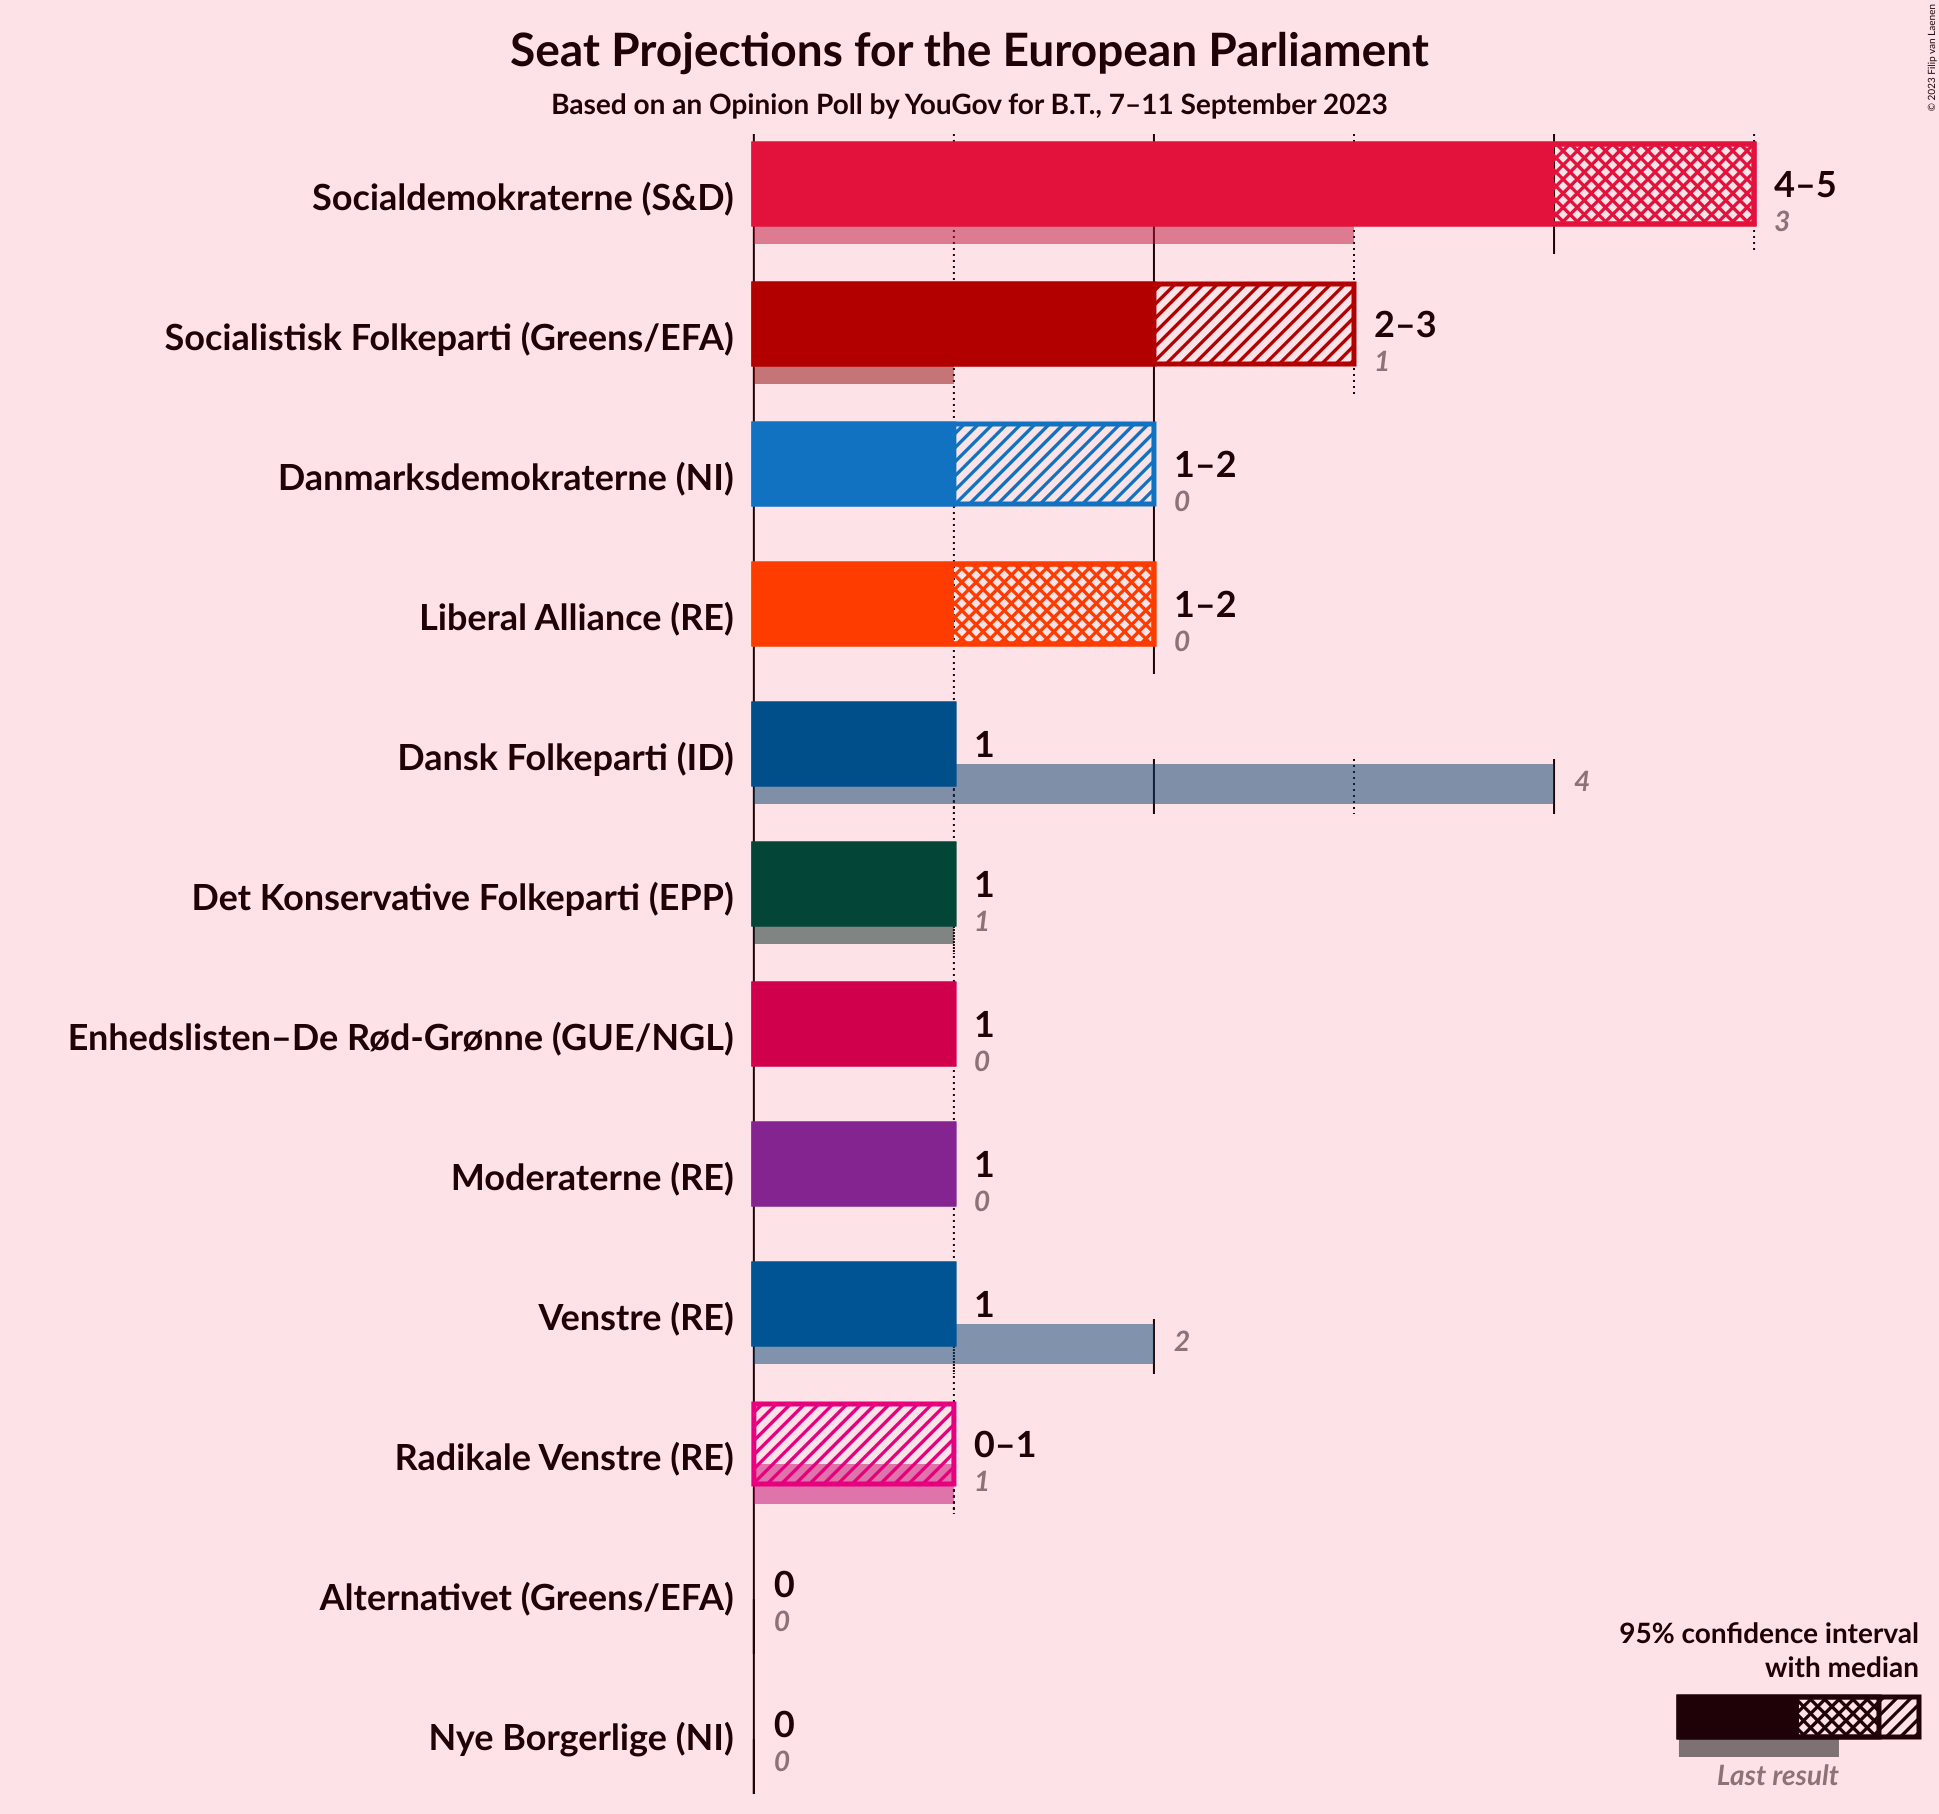 Seat Projections for the European Parliament
Based on an Opinion Poll by YouGov for B.T., 7–11 September 2023
© 2023 Filip van Laenen
Socialdemokraterne (S&D)
4–5
3
Socialistisk Folkeparti (Greens/EFA)
2–3
1
Danmarksdemokraterne (NI)
1–2
0
Liberal Alliance (RE)
1–2
0
Dansk Folkeparti (ID)
1
4
Det Konservative Folkeparti (EPP)
1
1
Enhedslisten–De Rød-Grønne (GUE/NGL)
1
0
Moderaterne (RE)
1
0
Venstre (RE)
1
2
Radikale Venstre (RE)
0–1
1
Alternativet (Greens/EFA)
0
0
Nye Borgerlige (NI)
0
0
95% confidence interval
with median
Last result